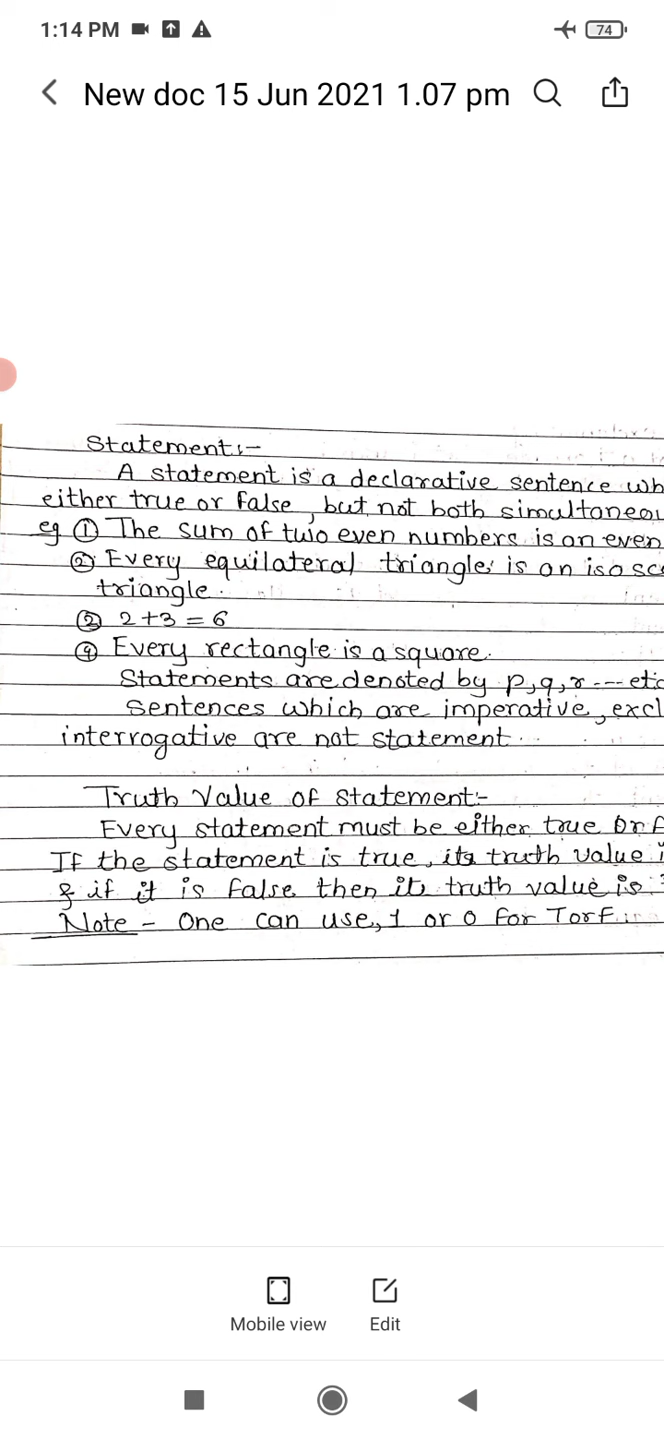 1:14 PM
74
New doc 15 Jun 2021 1.07 pm
Statement:-
A statement is a declarative sentence wh
either true or false, but not both simultaneou
eg ① The sum of two even numbers is an even
② Every equilateral triangle is an isosce
triangle.
② 2+3 = 6
④ Every rectangle is a square.
Statements are denoted by p,q,r --- etc
Sentences which are imperative, excl
interrogative are not statement.
Truth Value of statement:-
Every statement must be either true or f
If the statement is true, its truth value i
& if it is false then its truth value is
Note - One can use, 1 or 0 for T or F.
Mobile view
Edit